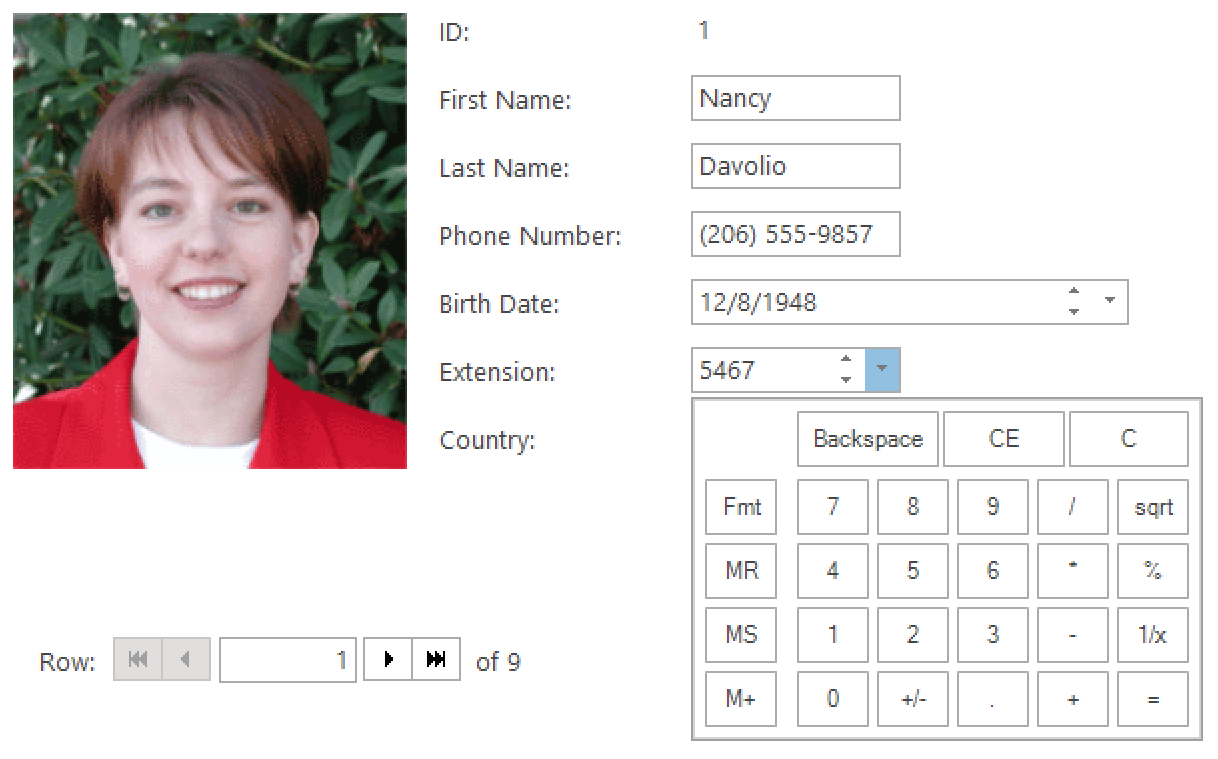 ID: 1
First Name: Nancy
Last Name: Davolio
Phone Number: (206) 555-9857
Birth Date: 12/8/1948
Extension: 5467
Country:
Backspace CE C
Fmt 7 8 9 / sqrt
MR 4 5 6 * %
MS 1 2 3 - 1/x
M+ 0 +/- . + =
Row: 1 of 9